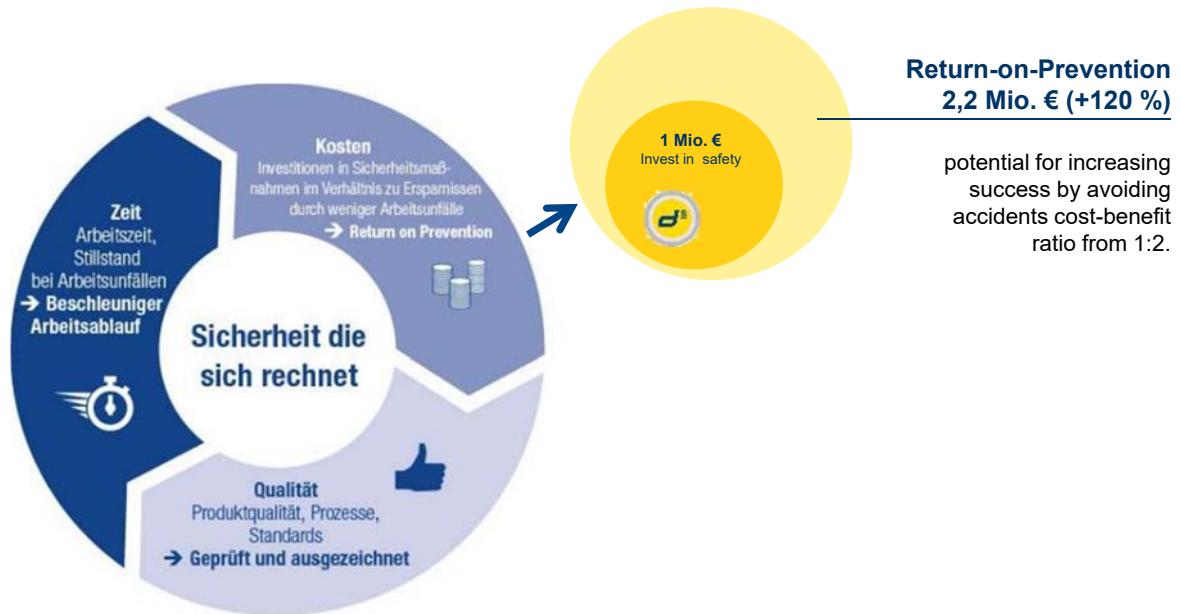 Kosten
Investitionen in Sicherheitsmaß-
nahmen im Verhältnis zu Ersparnissen
durch weniger Arbeitsunfälle
→ Return on Prevention
Zeit
Arbeitszeit,
Stillstand
bei Arbeitsunfällen
→ Beschleuniger
Arbeitsablauf
Sicherheit die
sich rechnet
Qualität
Produktqualität, Prozesse,
Standards
→ Geprüft und ausgezeichnet
1 Mio. €
Invest in safety
Return-on-Prevention
2,2 Mio. € (+120 %)
potential for increasing
success by avoiding
accidents cost-benefit
ratio from 1:2.